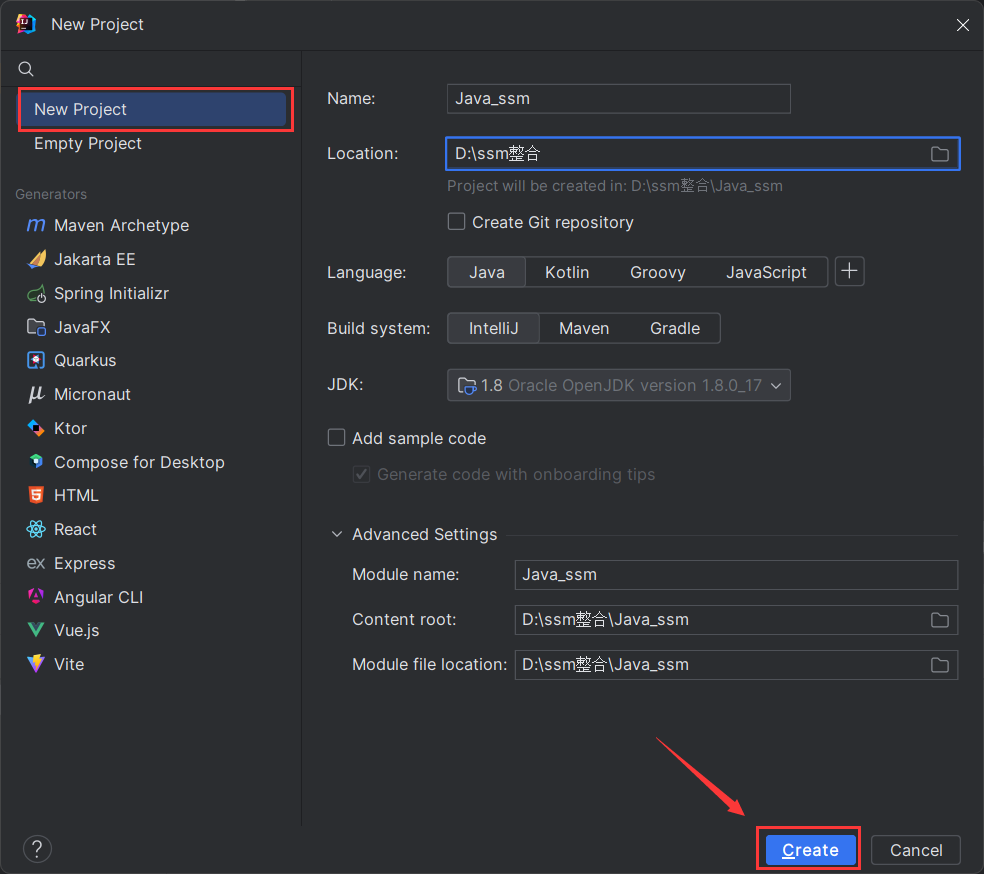 New Project
New Project
Empty Project
Generators
Maven Archetype
Jakarta EE
Spring Initializr
JavaFX
Quarkus
Micronaut
Ktor
Compose for Desktop
HTML
React
Express
Angular CLI
Vue.js
Vite
Name: Java_ssm
Location: D:\ssm整合
Project will be created in: D:\ssm整合\Java_ssm
Create Git repository
Language: Java Kotlin Groovy JavaScript
Build system: IntelliJ Maven Gradle
JDK: 1.8 Oracle OpenJDK version 1.8.0_17
Add sample code
Generate code with onboarding tips
Advanced Settings
Module name: Java_ssm
Content root: D:\ssm整合\Java_ssm
Module file location: D:\ssm整合\Java_ssm
? Create Cancel